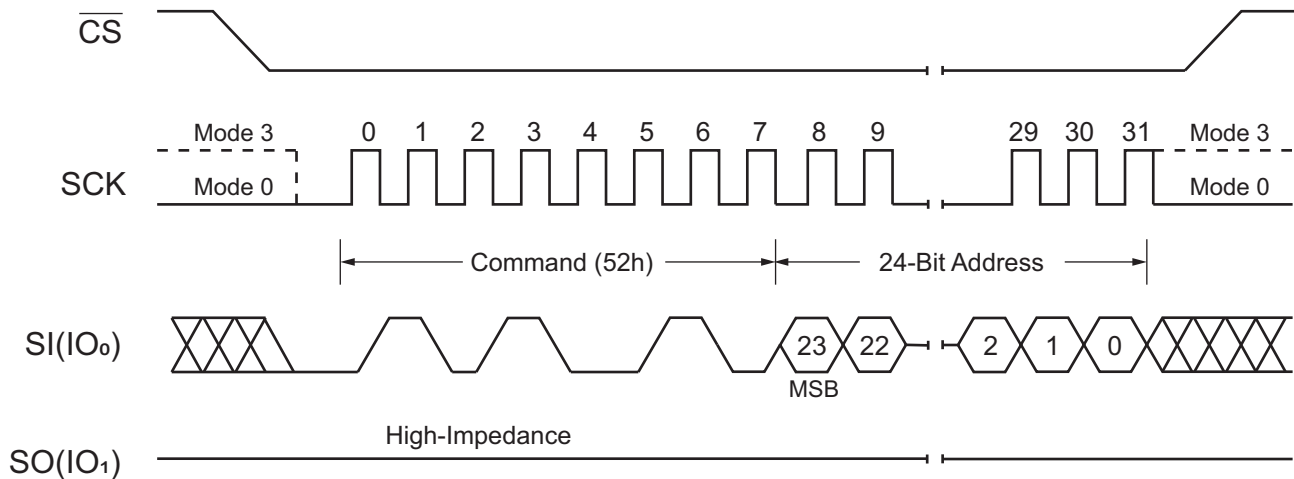 CS
Mode 3
0 1 2 3 4 5 6 7 8 9 29 30 31
Mode 3
SCK
Mode 0
Mode 0
Command (52h)
24-Bit Address
SI(IO₀)
23 22 2 1 0
MSB
High-Impedance
SO(IO₁)